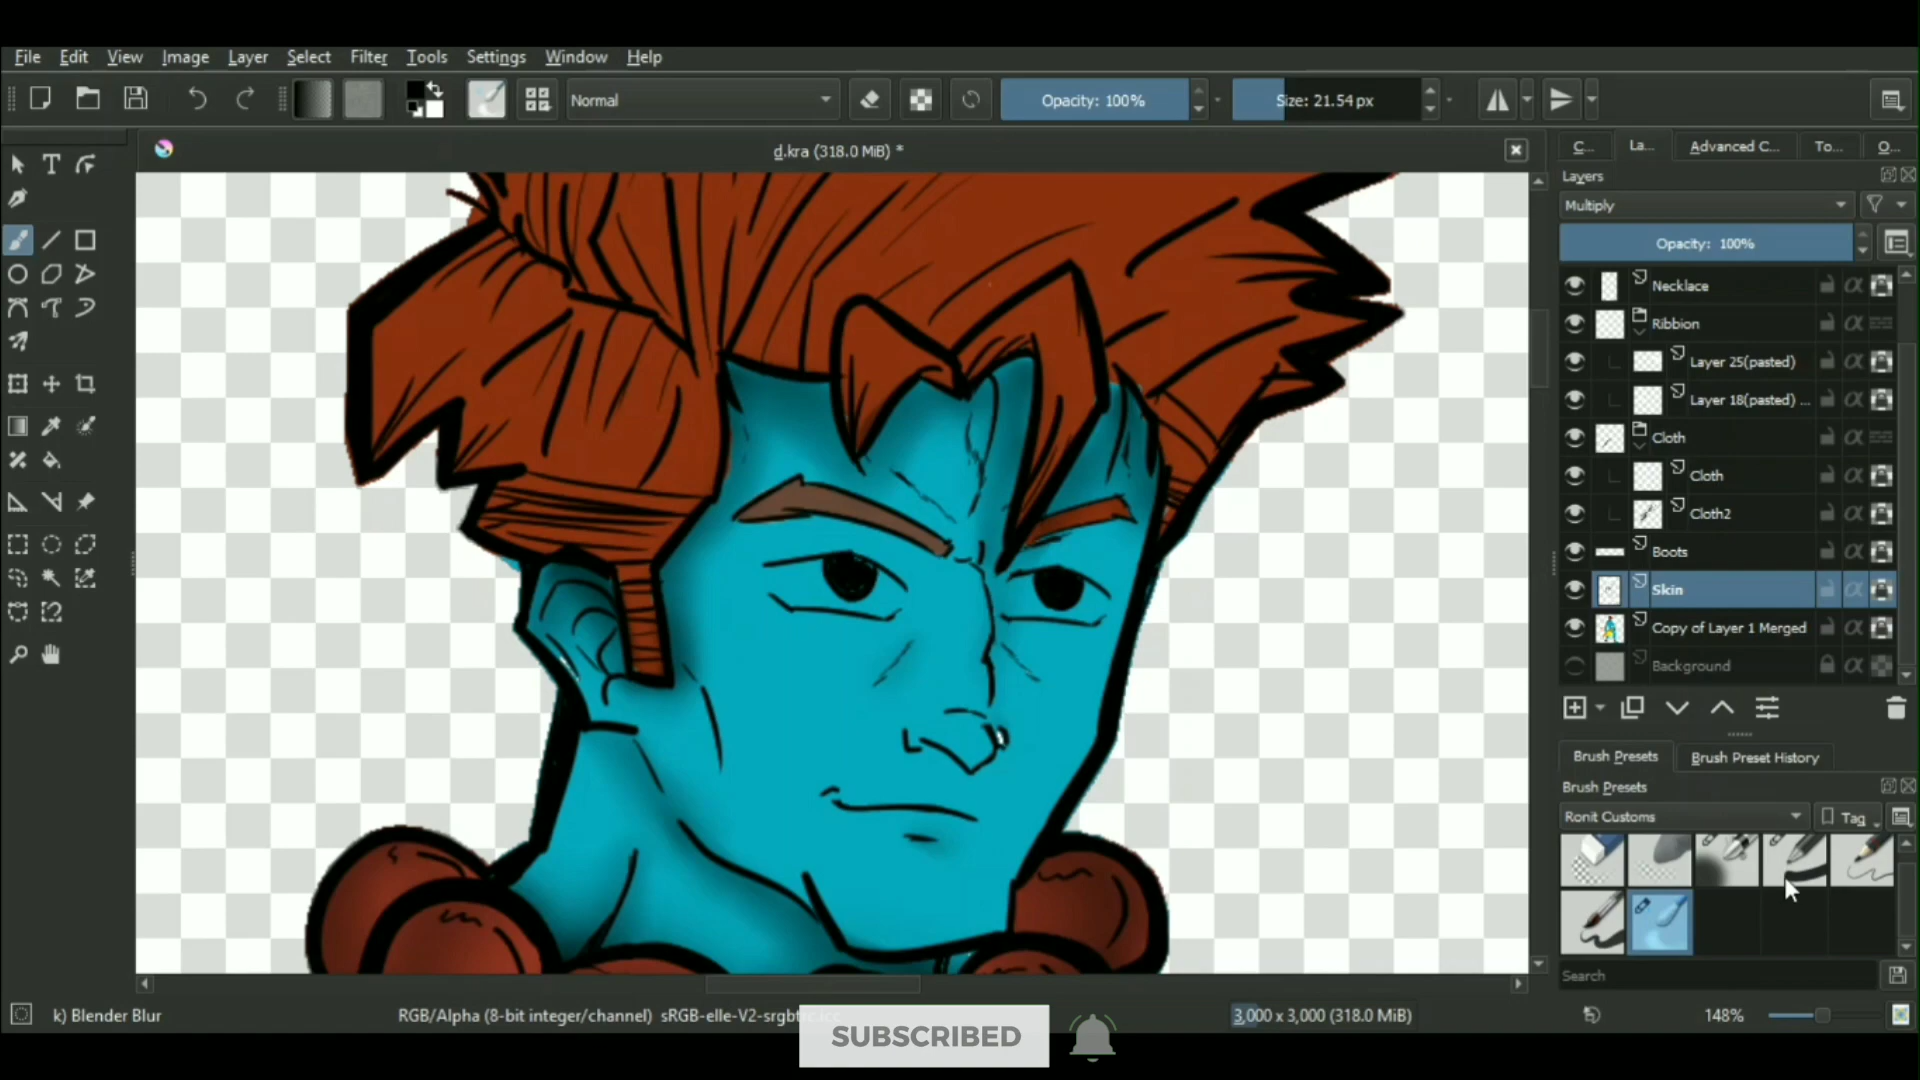 File Edit View Image Layer Select Filter Tools Settings Window Help
Normal Opacity: 100% Size: 21.54 px
d.kra (318.0 MiB) *
C... La... Advanced C... To... O...
Layers
Multiply
Opacity: 100%
Necklace
Ribbion
Layer 25(pasted)
Layer 18(pasted) ...
Cloth
Cloth
Cloth2
Boots
Skin
Copy of Layer 1 Merged
Background
Brush Presets Brush Preset History
Brush Presets
Ronit Customs Tag
Search
k) Blender Blur RGB/Alpha (8-bit integer/channel) sRGB-elle-V2-srgbtrc.icc 3,000 x 3,000 (318.0 MiB) 148%
SUBSCRIBED